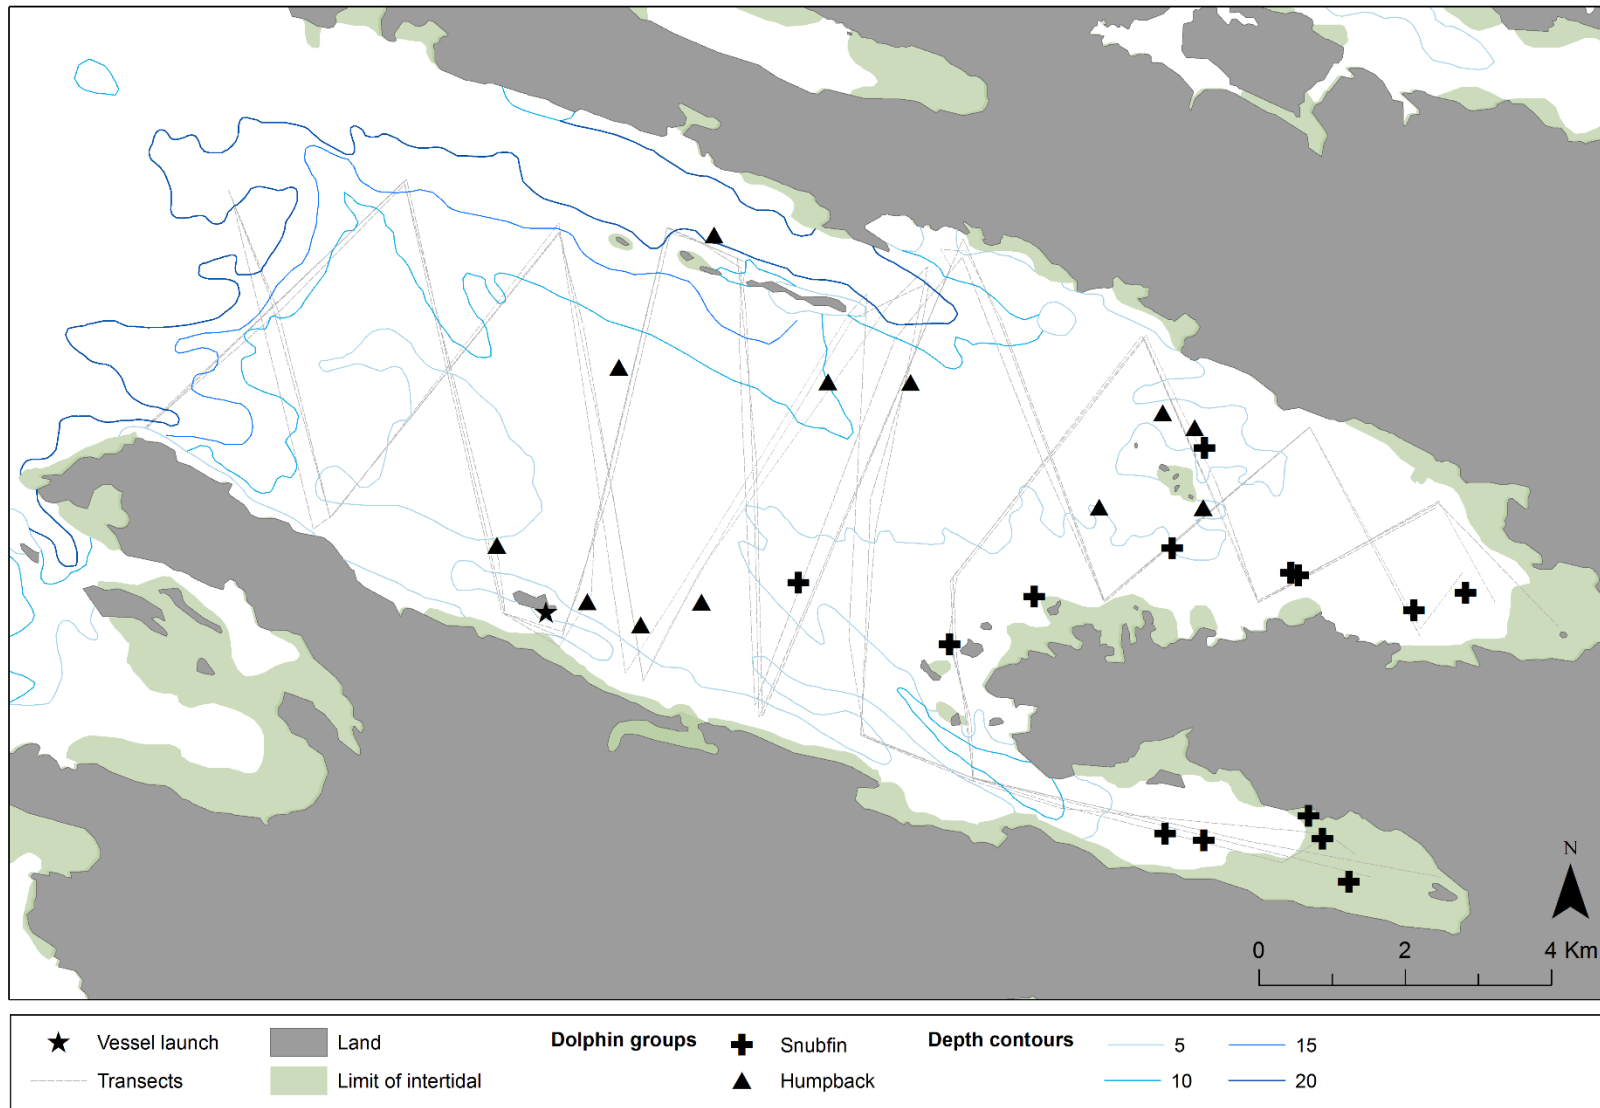 N
0 2 4 Km
Vessel launch Land Dolphin groups Snubfin Depth contours 5 15
Transects Limit of intertidal Humpback 10 20